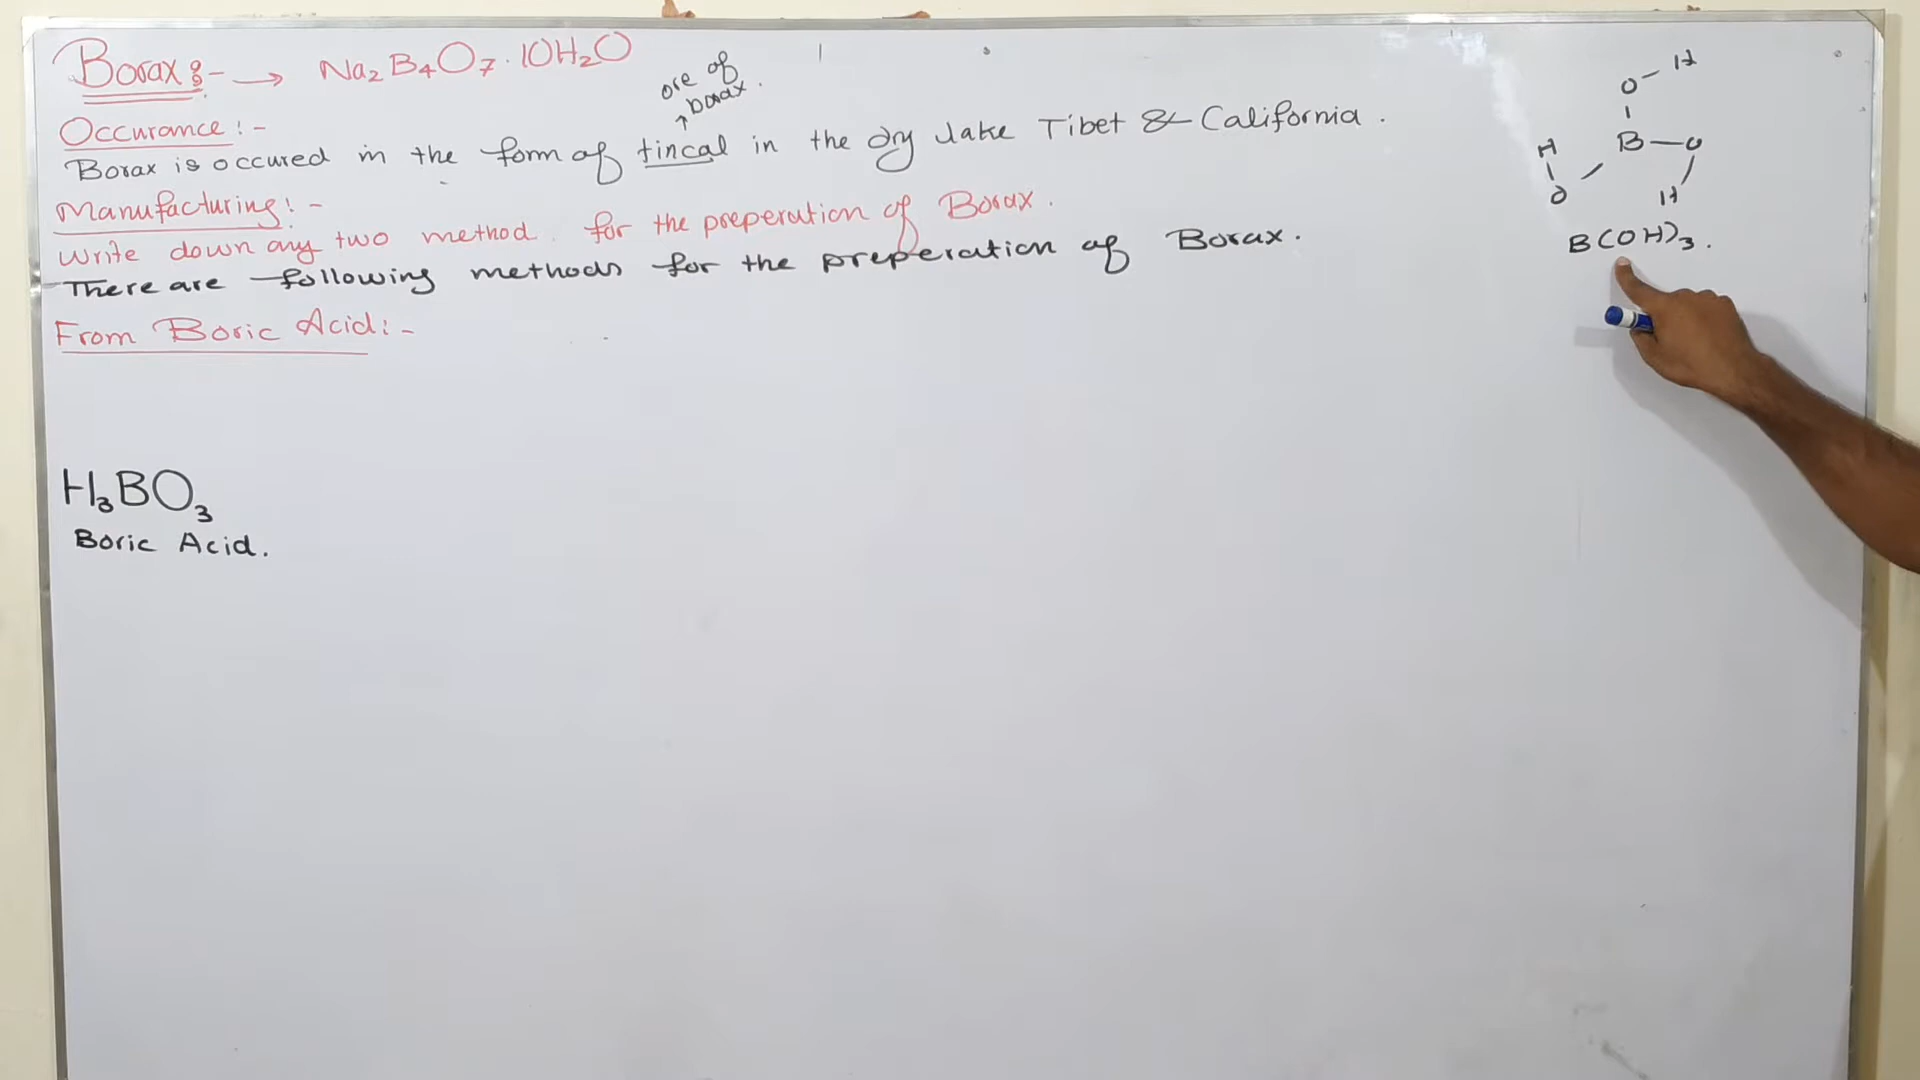 Borax:- → Na2B4O7.10H2O
ore of
borax.
Occurance:-
Borax is occured in the form of tincal in the dry lake Tibet & California.
Manufacturing:-
Write down any two method for the preperation of Borax.
There are following methods for the preperation of Borax.
From Boric Acid:-
H3BO3
Boric Acid.
O-H
H
B-O
O
H
B(OH)3.